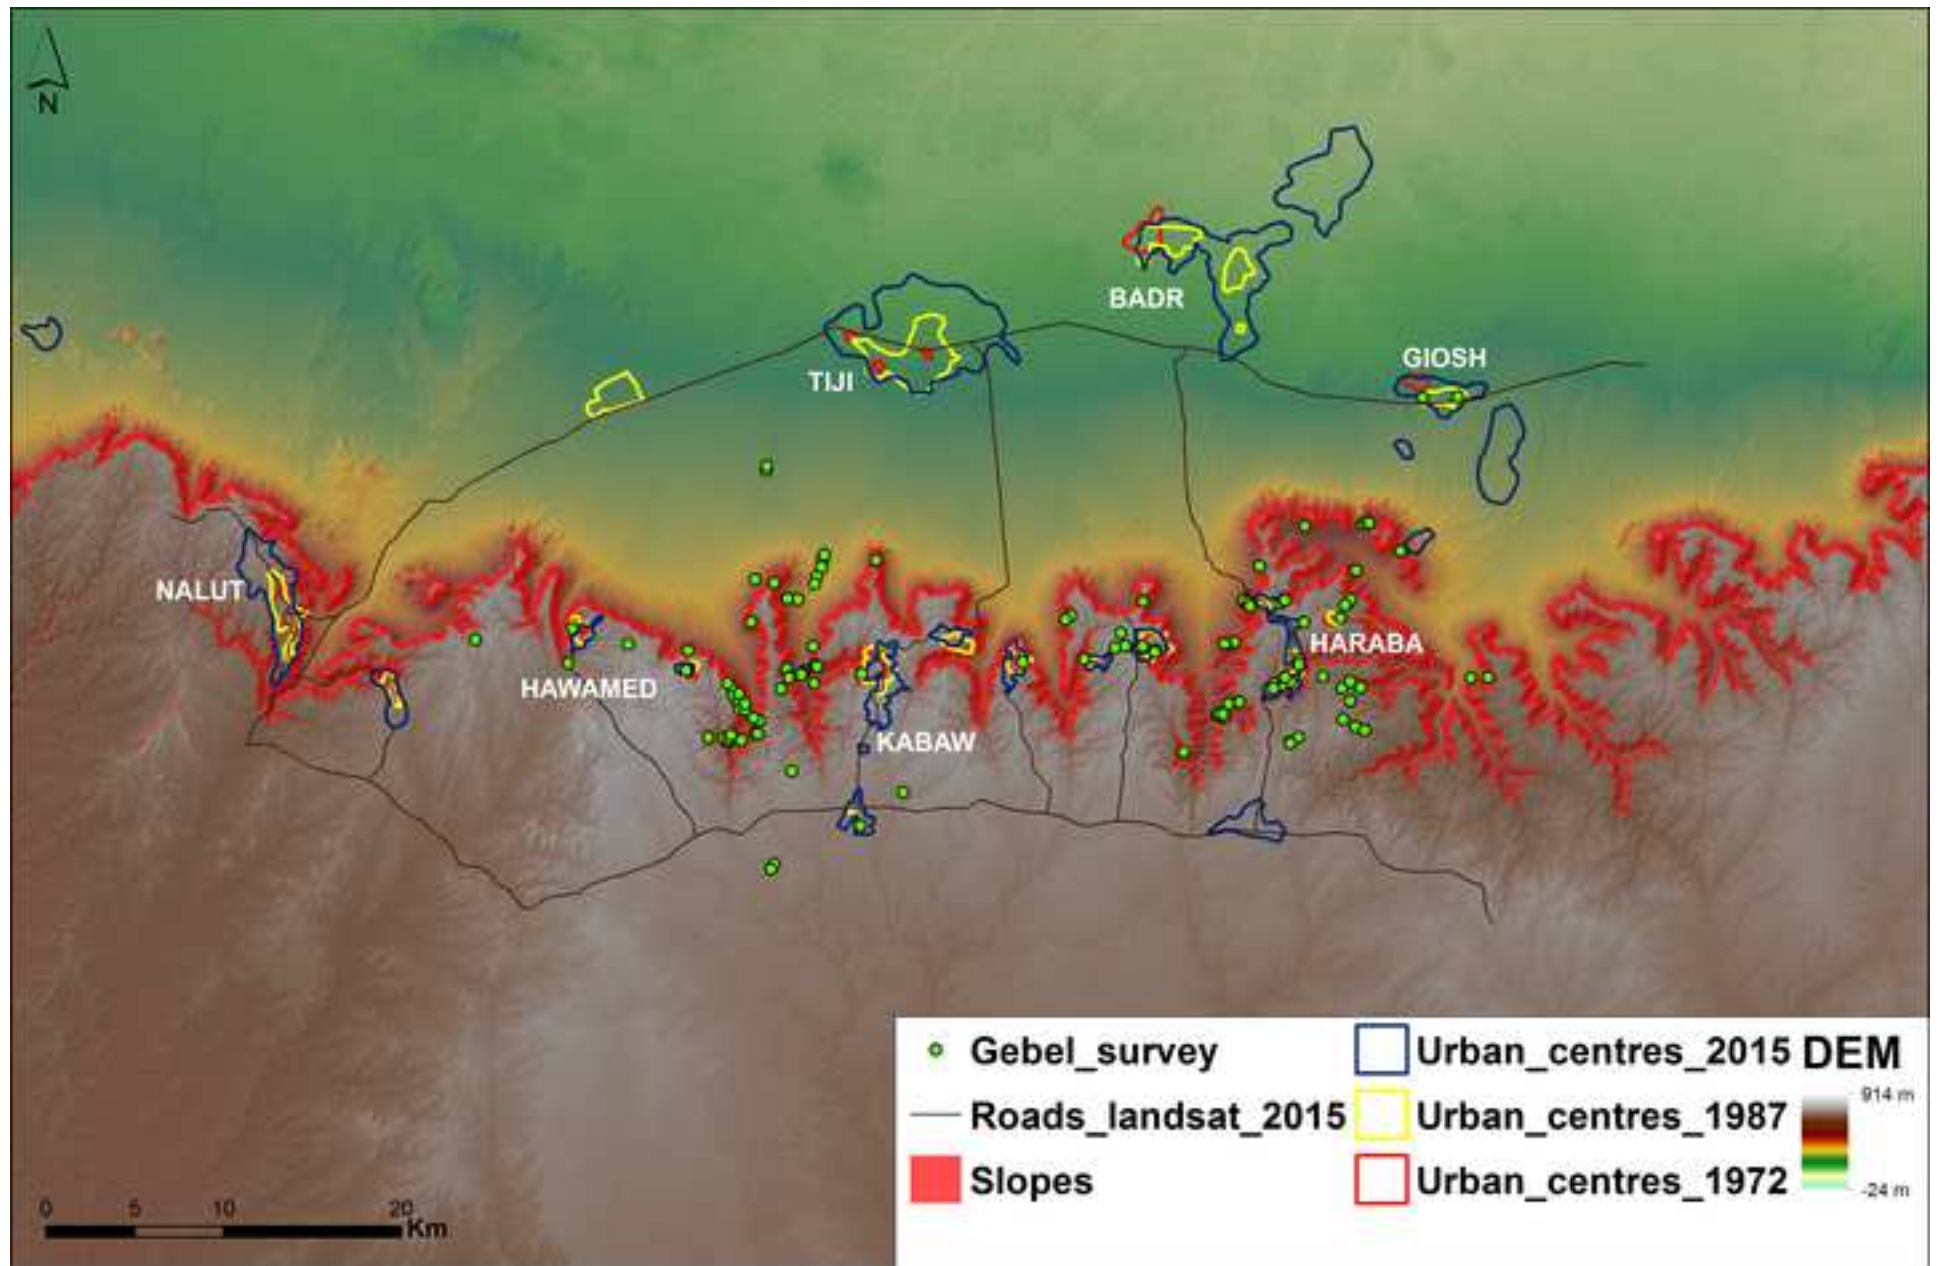 N
BADR
GIOSH
TIJI
NALUT
HARABA
HAWAMED
KABAW
Gebel_survey
Roads_landsat_2015
Slopes
Urban_centres_2015
Urban_centres_1987
Urban_centres_1972
DEM
914 m
-24 m
0 5 10 20
Km